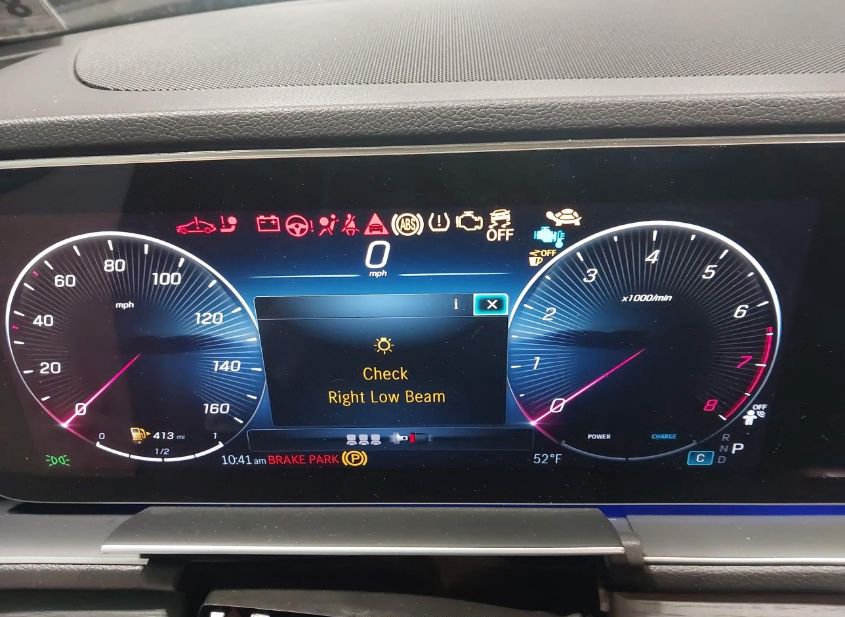 ABS
!
OFF
0
mph
OFF
i X
Check
Right Low Beam
60 80 100
mph
40 120
20 140
0 160
413 mi
0 1/2 1
3 4 5
x1000/min
2 6
1 7
0 8
OFF
POWER CHARGE
R
N P
C D
10:41 am BRAKE PARK P 52°F